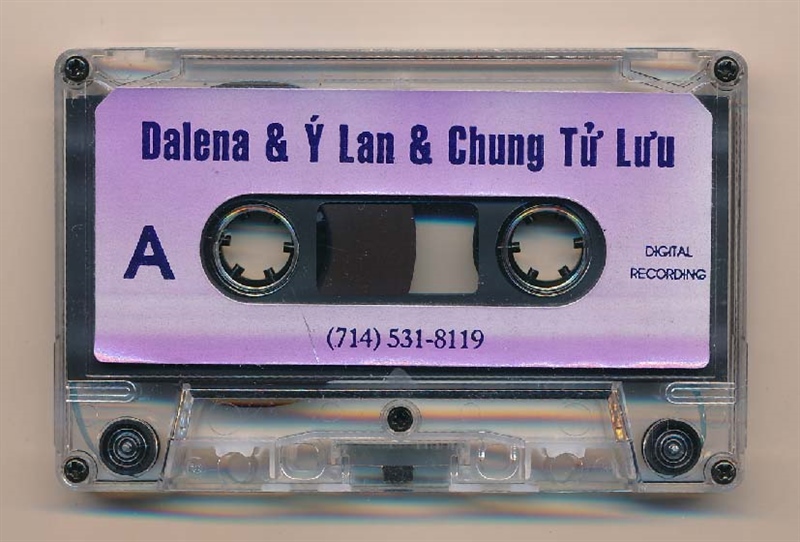 Dalena & Ý Lan & Chung Tử Lưu
A
DIGITAL
RECORDING
(714) 531-8119